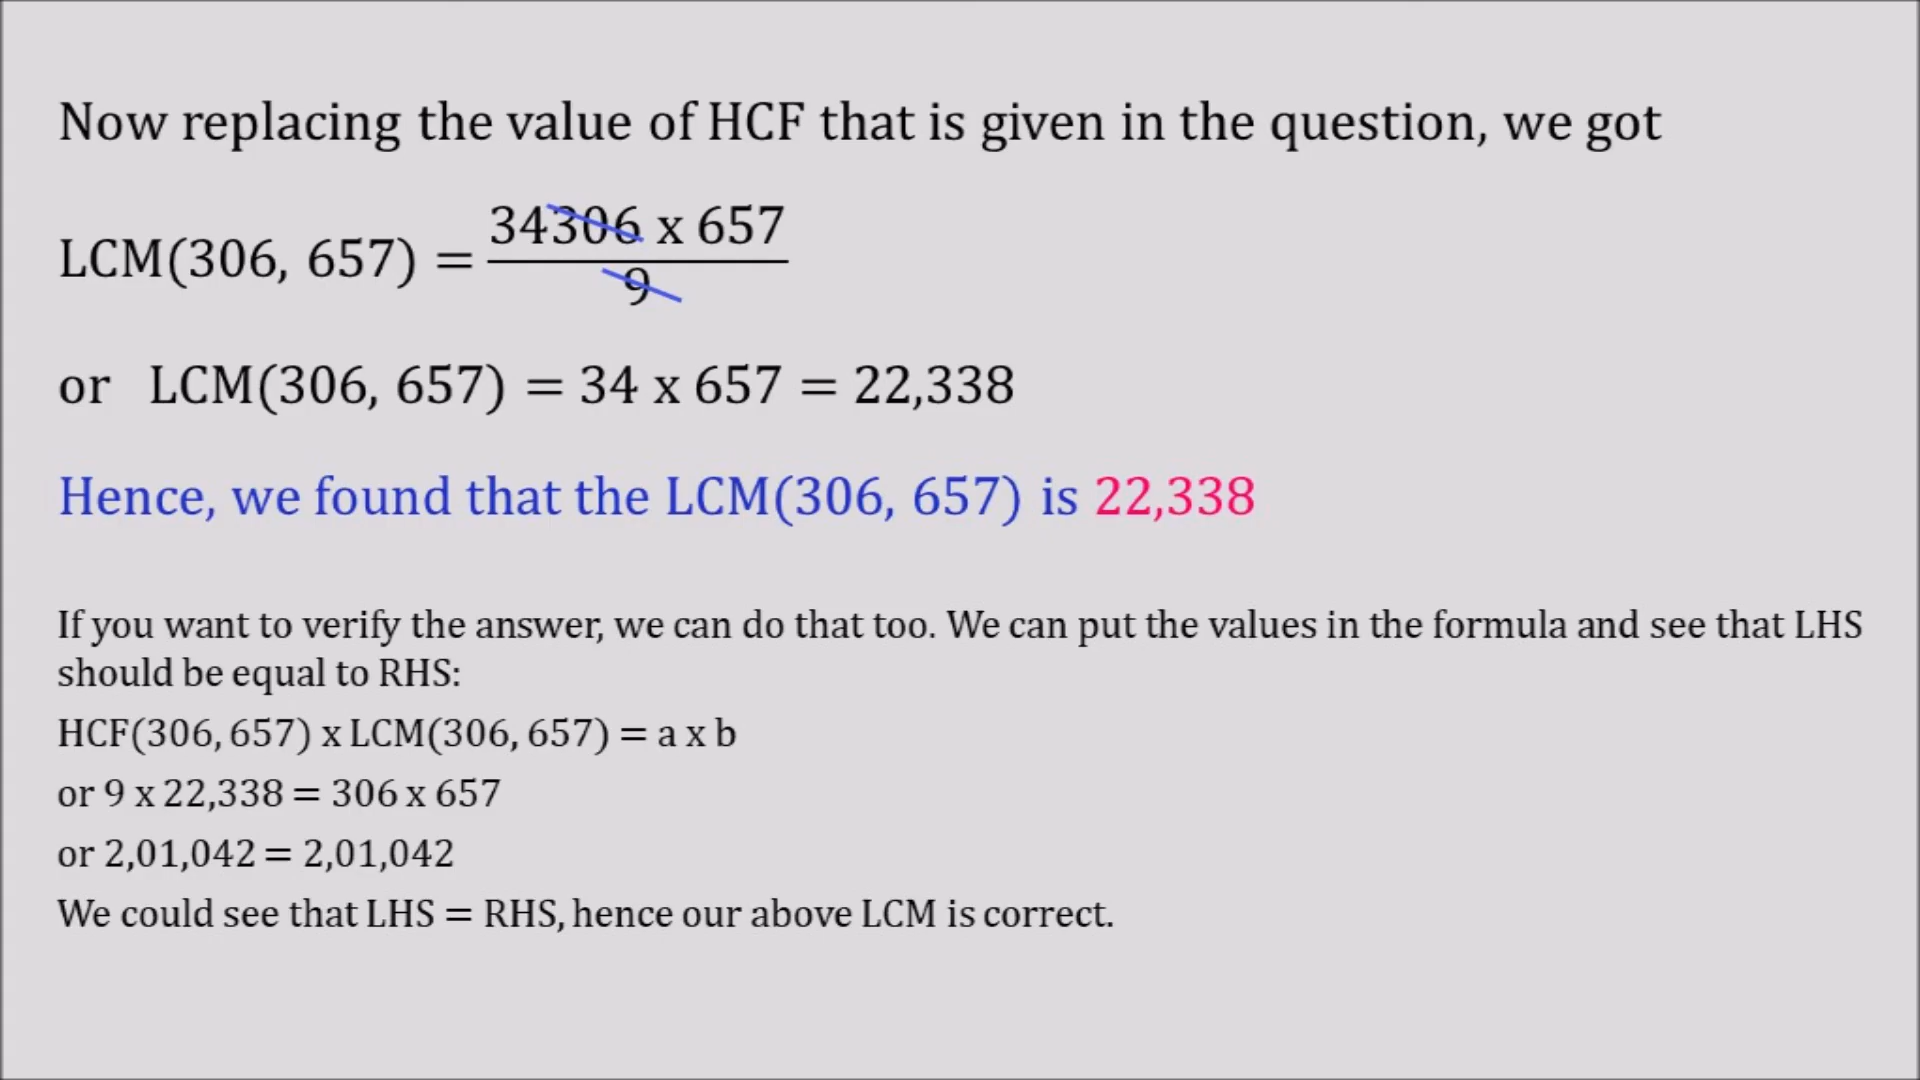 Now replacing the value of HCF that is given in the question, we got
LCM(306, 657) = 34306 x 657
9
or LCM(306, 657) = 34 x 657 = 22,338
Hence, we found that the LCM(306, 657) is 22,338
If you want to verify the answer, we can do that too. We can put the values in the formula and see that LHS
should be equal to RHS:
HCF(306, 657) x LCM(306, 657) = a x b
or 9 x 22,338 = 306 x 657
or 2,01,042 = 2,01,042
We could see that LHS = RHS, hence our above LCM is correct.